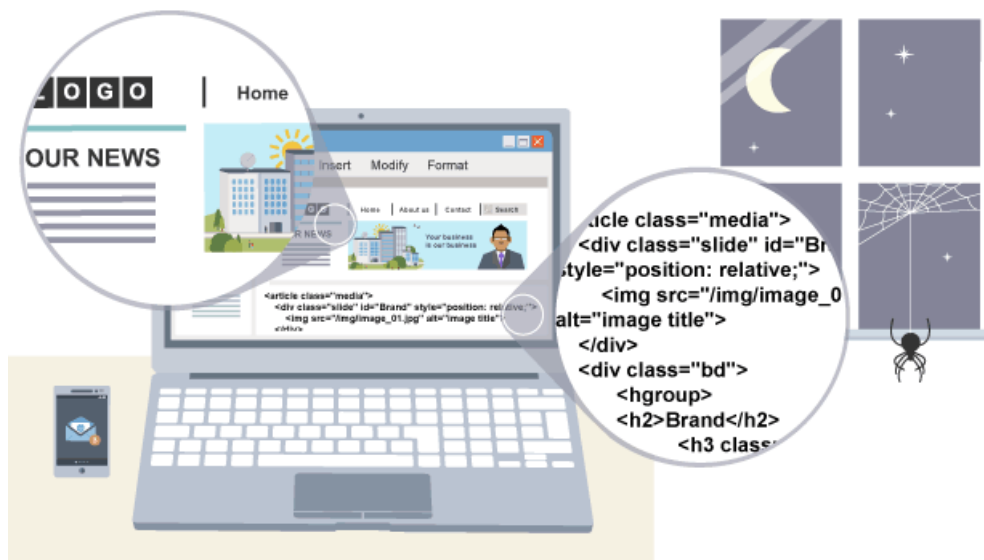 LOGO
Home
OUR NEWS
Insert Modify Format
GO
Home About us Contact Search
R NEWS
Your business
is our business
<article class="media">
<div class="slide" id="Brand" style="position: relative;">
<img src="/img/image_01.jpg" alt="image title">
</div>
ticle class="media">
<div class="slide" id="Br
style="position: relative;">
<img src="/img/image_0
alt="image title">
</div>
<div class="bd">
<hgroup>
<h2>Brand</h2>
<h3 class